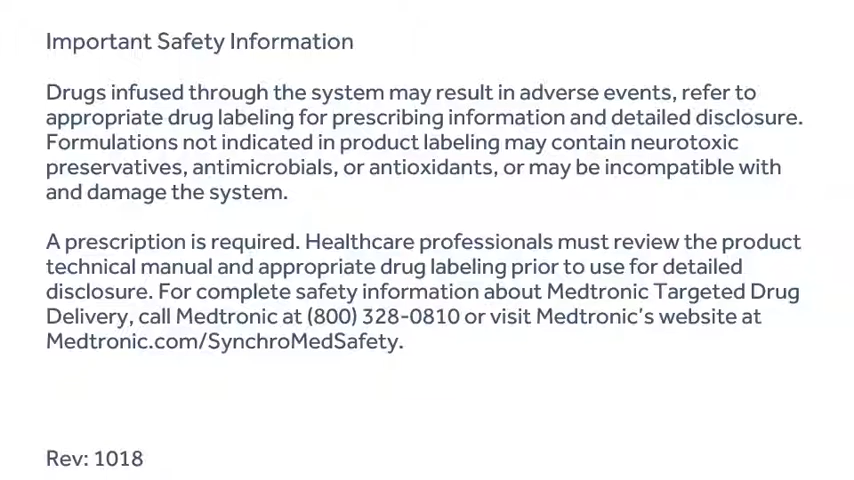 Important Safety Information
Drugs infused through the system may result in adverse events, refer to
appropriate drug labeling for prescribing information and detailed disclosure.
Formulations not indicated in product labeling may contain neurotoxic
preservatives, antimicrobials, or antioxidants, or may be incompatible with
and damage the system.
A prescription is required. Healthcare professionals must review the product
technical manual and appropriate drug labeling prior to use for detailed
disclosure. For complete safety information about Medtronic Targeted Drug
Delivery, call Medtronic at (800) 328-0810 or visit Medtronic's website at
Medtronic.com/SynchroMedSafety.
Rev: 1018